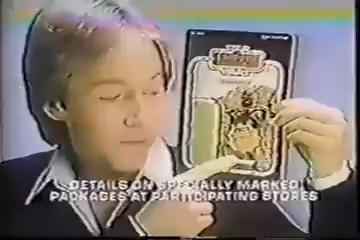 DETAILS ON SPECIALLY MARKED
PACKAGES AT PARTICIPATING STORES